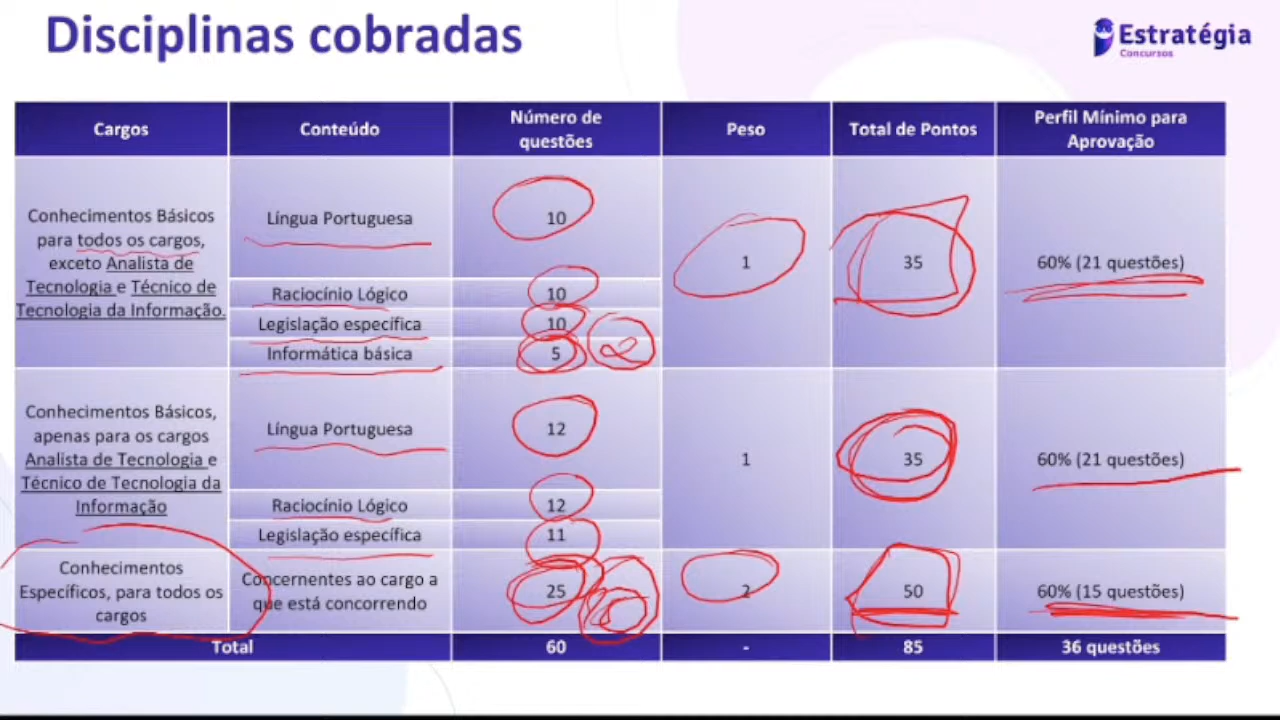 Disciplinas cobradas
Estratégia
Concursos
Cargos
Conteúdo
Número de
questões
Peso
Total de Pontos
Perfil Mínimo para
Aprovação
Conhecimentos Básicos
para todos os cargos,
exceto Analista de
Tecnologia e Técnico de
Tecnologia da Informação.
Língua Portuguesa
10
Raciocínio Lógico
10
Legislação específica
10
Informática básica
5
1
35
60% (21 questões)
Conhecimentos Básicos,
apenas para os cargos
Analista de Tecnologia e
Técnico de Tecnologia da
Informação
Língua Portuguesa
12
Raciocínio Lógico
12
Legislação específica
11
1
35
60% (21 questões)
Conhecimentos
Específicos, para todos os
cargos
Concernentes ao cargo a
que está concorrendo
25
2
50
60% (15 questões)
Total
60
-
85
36 questões